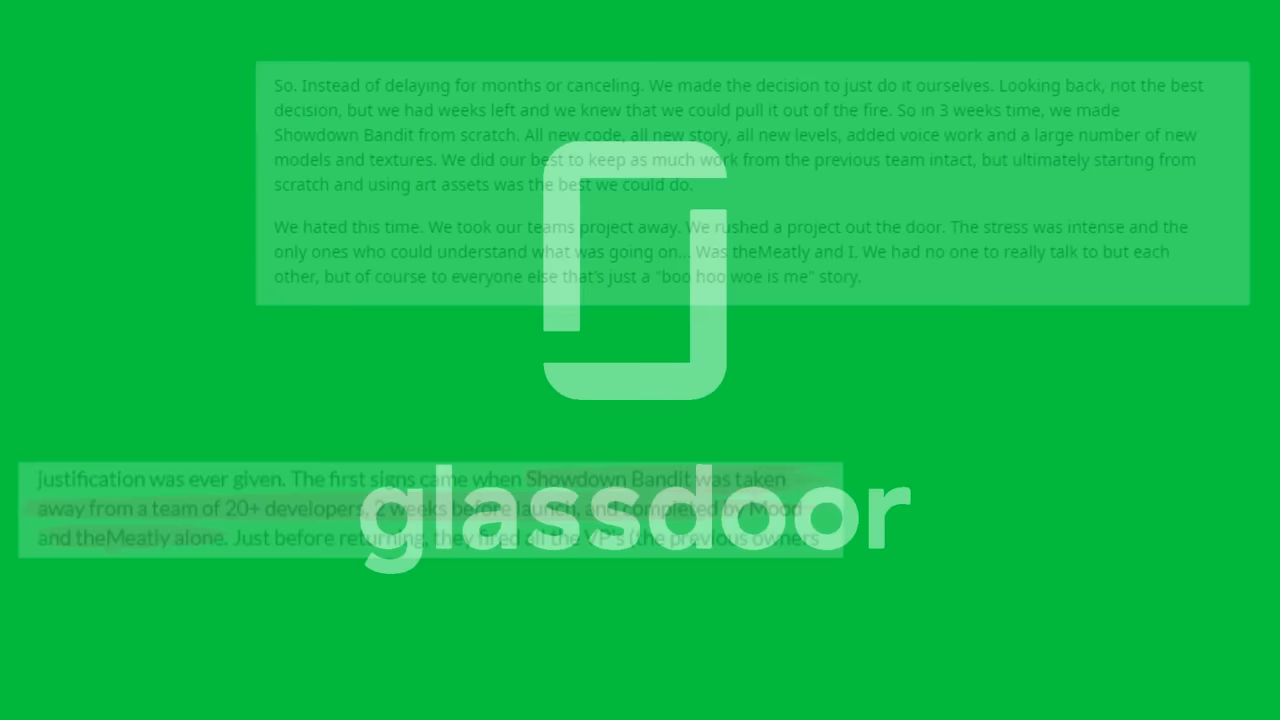 So. Instead of delaying for months or canceling. We made the decision to just do it ourselves. Looking back, not the best
decision, but we had weeks left and we knew that we could pull it out of the fire. So in 3 weeks time, we made
Showdown Bandit from scratch. All new code, all new story, all new levels, added voice work and a large number of new
models and textures. We did our best to keep as much work from the previous team intact, but ultimately starting from
scratch and using art assets was the best we could do.
We hated this time. We took our teams project away. We rushed a project out the door. The stress was intense and the
only ones who could understand what was going on... Was theMeatly and I. We had no one to really talk to but each
other, but of course to everyone else that's just a "boo hoo woe is me" story.
justification was ever given. The first signs came when Showdown Bandit was taken
away from a team of 20+ developers, 2 weeks before launch, and completed by Mood
and theMeatly alone. Just before returning, they fired all the VP's (the previous owners
glassdoor